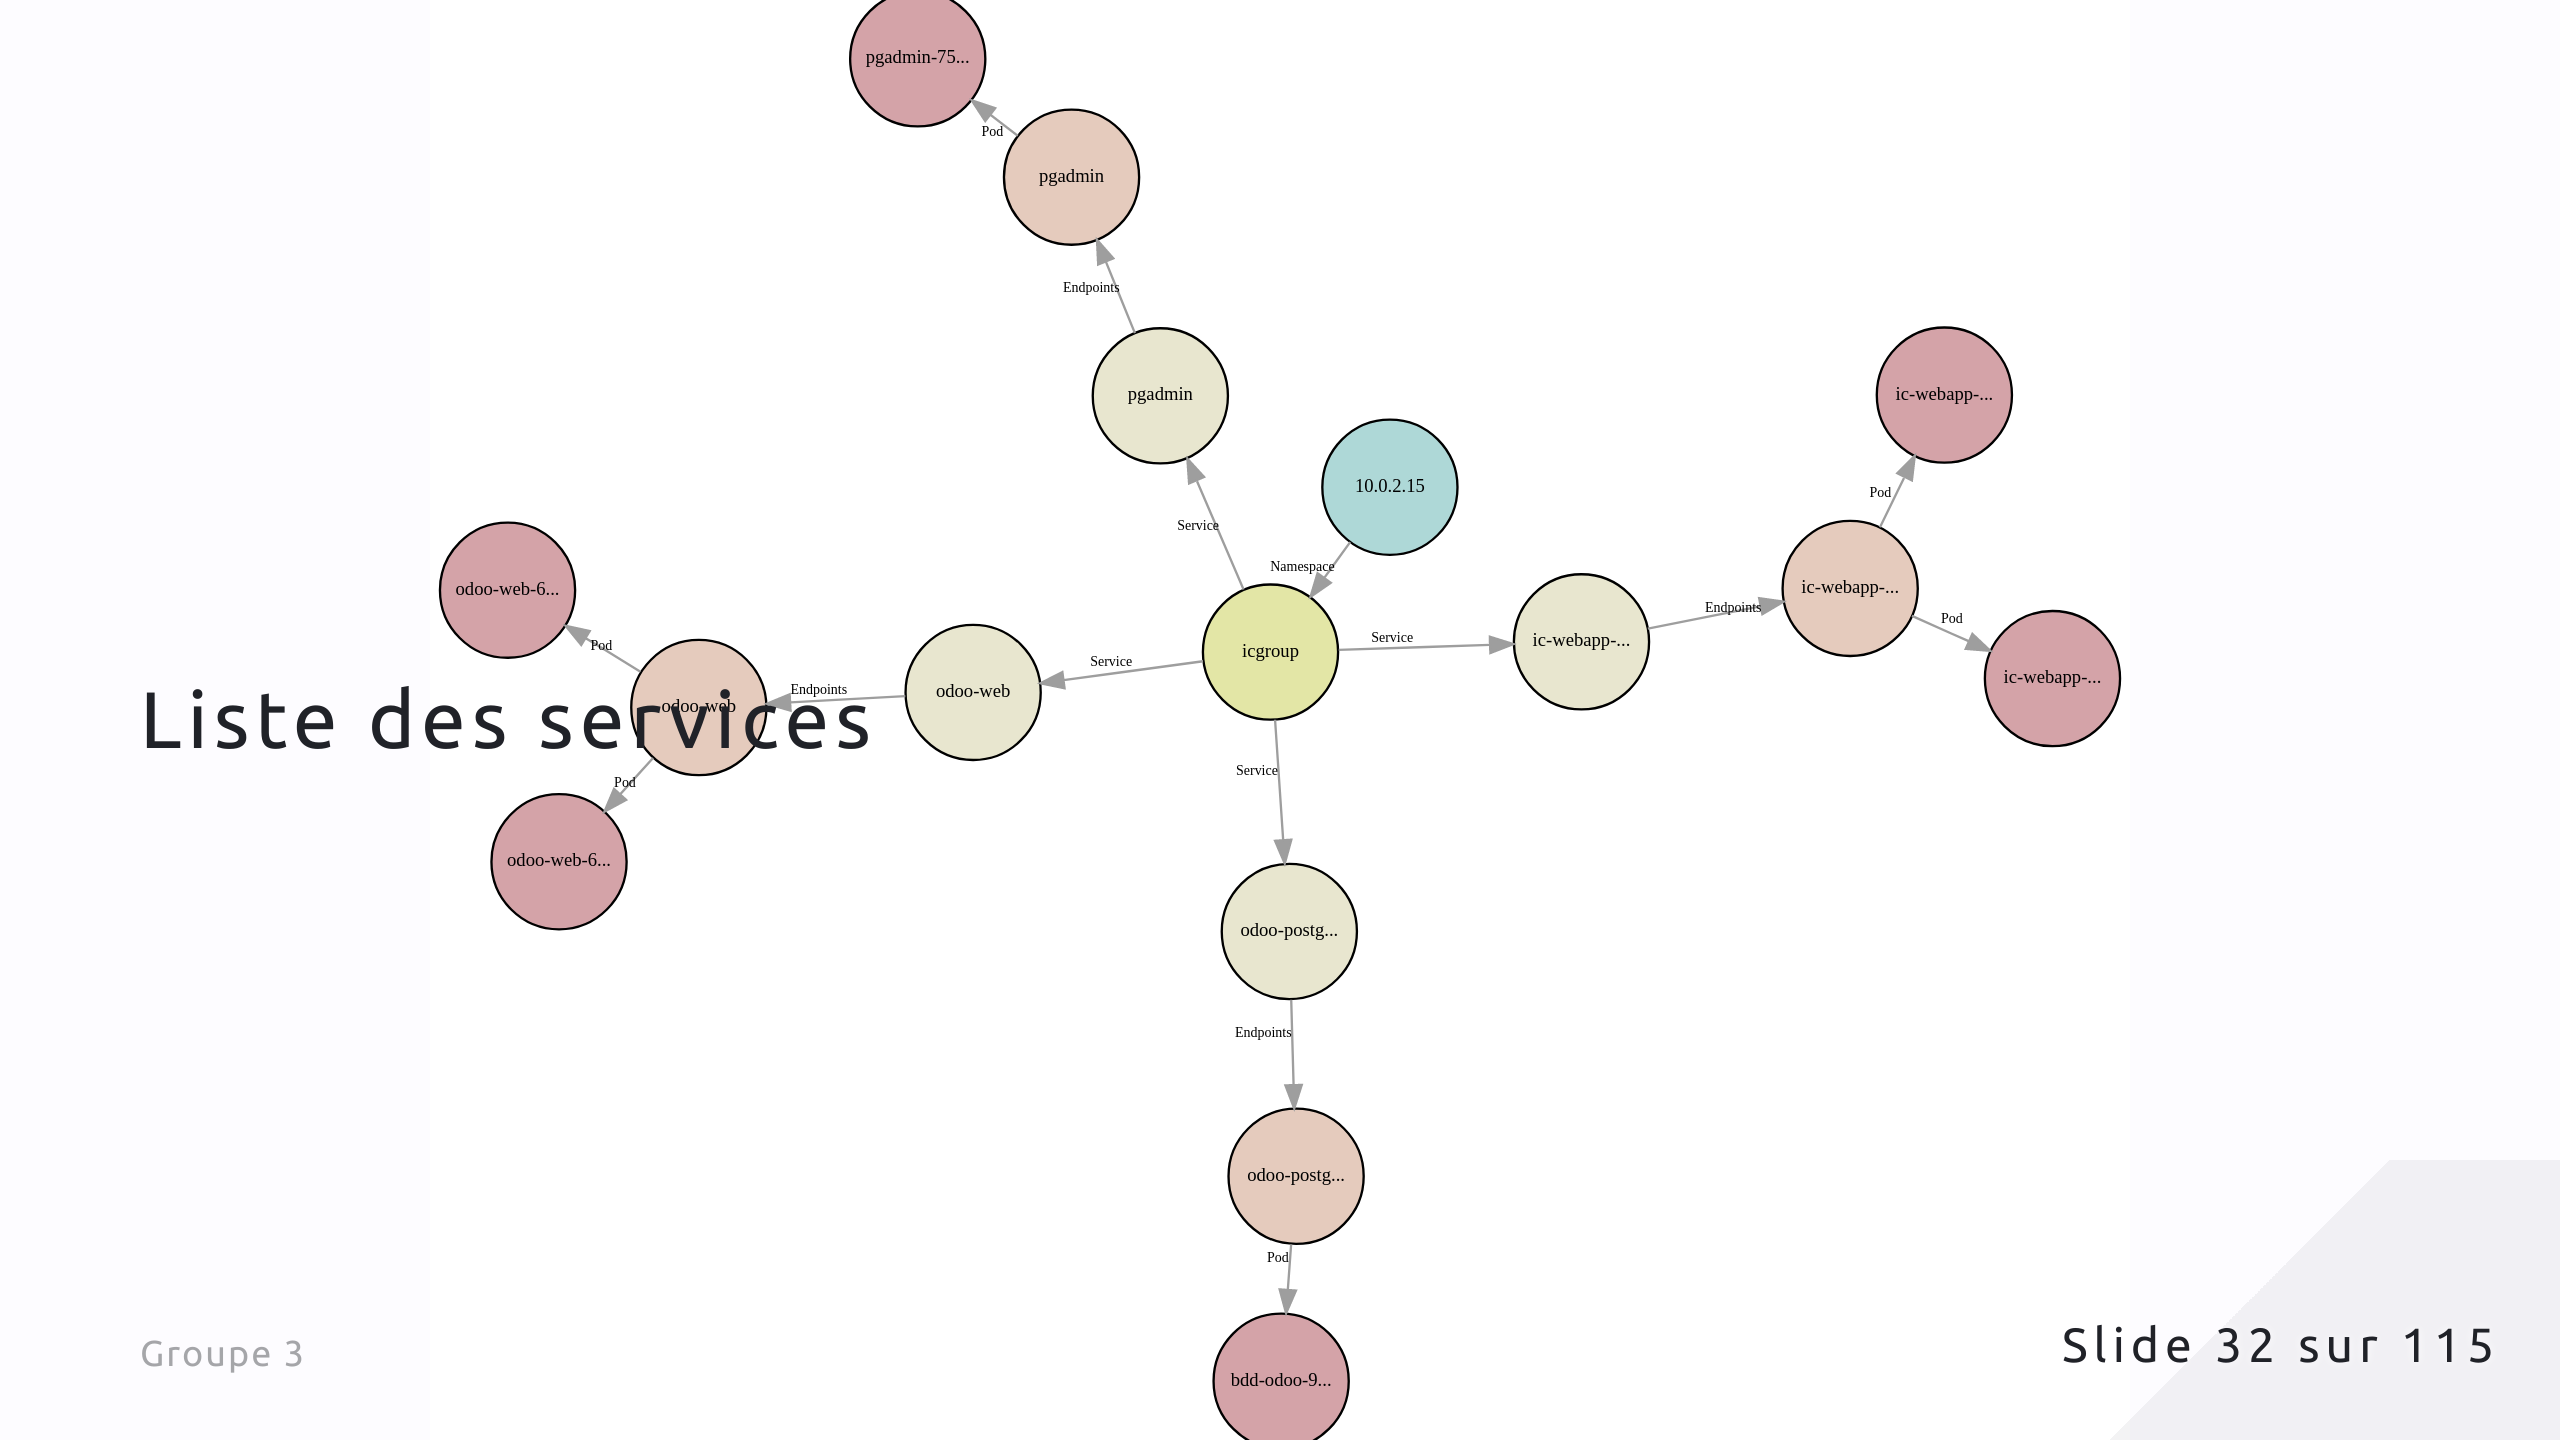 pgadmin-75...
Pod
pgadmin
Endpoints
pgadmin
Service
10.0.2.15
Namespace
icgroup
Service
ic-webapp-...
Endpoints
ic-webapp-...
Pod
ic-webapp-...
Pod
ic-webapp-...
Service
odoo-web
Endpoints
odoo-web
Pod
odoo-web-6...
Pod
odoo-web-6...
Liste des services
Service
odoo-postg...
Endpoints
odoo-postg...
Pod
bdd-odoo-9...
Groupe 3
Slide 32 sur 115